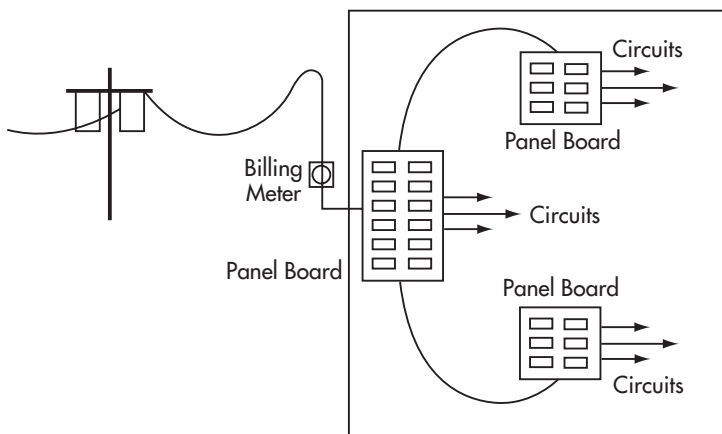 Circuits
Panel Board
Billing
Meter
Circuits
Panel Board
Panel Board
Circuits